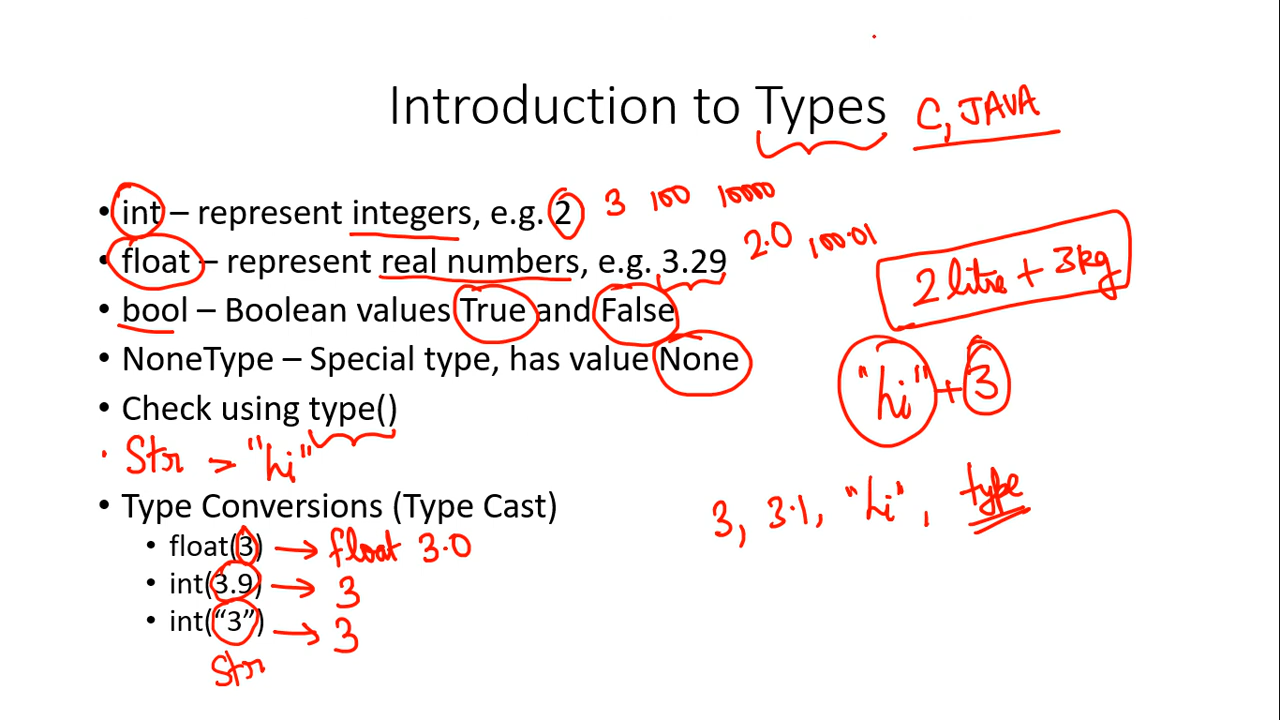 Introduction to Types C, JAVA
• int – represent integers, e.g. 2 3 100 10000
• float – represent real numbers, e.g. 3.29 2.0 100.01
2 litre + 3kg
• bool – Boolean values True and False
• NoneType – Special type, has value None
"hi" + 3
• Check using type()
• Str → "hi"
3, 3.1, "hi", type
• Type Conversions (Type Cast)
• float(3) → float 3.0
• int(3.9) → 3
• int(“3”) → 3
Str